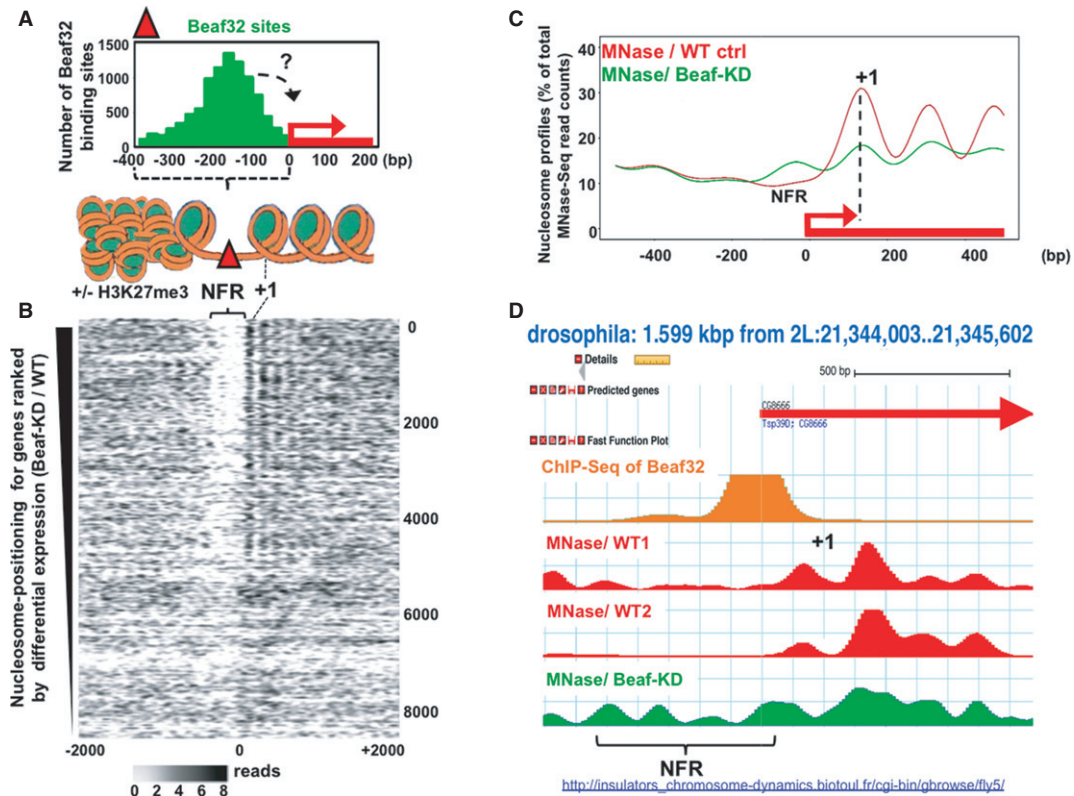 A
Beaf32 sites
Number of Beaf32
binding sites
1500
1000
500
0
?
-400 -300 -200 -100 0 100 200 (bp)
+/- H3K27me3
NFR
+1
B
Nucleosome-positioning for genes ranked
by differential expression (Beaf-KD / WT)
0
2000
4000
6000
8000
-2000 0 +2000
reads
0 2 4 6 8
C
Nucleosome profiles (% of total
MNase-Seq read counts)
40
30
20
10
0
MNase / WT ctrl
MNase/ Beaf-KD
+1
NFR
-400 -200 0 200 400 (bp)
D
drosophila: 1.599 kbp from 2L:21,344,003..21,345,602
Details
500 bp
Predicted genes
CG8666
Tsp39D; CG8666
Fast Function Plot
ChIP-Seq of Beaf32
MNase/ WT1
+1
MNase/ WT2
MNase/ Beaf-KD
NFR
http://insulators_chromosome-dynamics.biotoul.fr/cgi-bin/gbrowse/fly5/